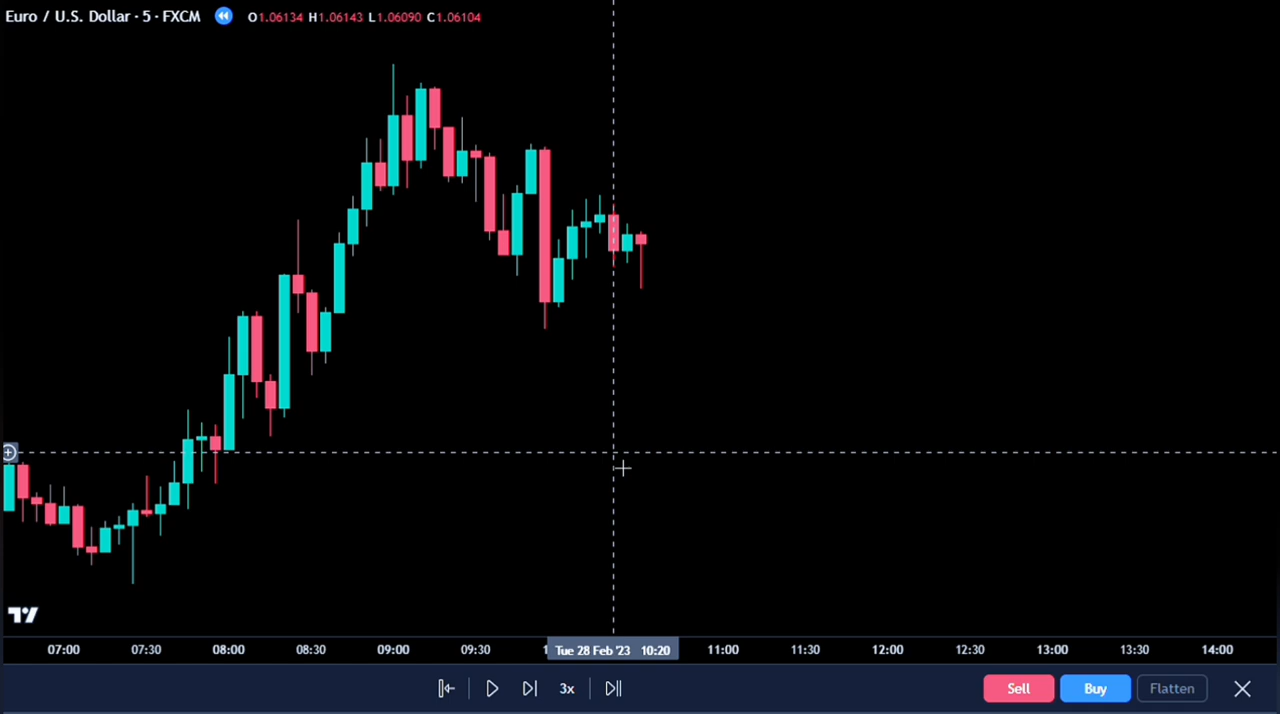 Euro / U.S. Dollar · 5 · FXCM O1.06134 H1.06143 L1.06090 C1.06104
07:00 07:30 08:00 08:30 09:00 09:30 Tue 28 Feb '23 10:20 11:00 11:30 12:00 12:30 13:00 13:30 14:00
3x Sell Buy Flatten